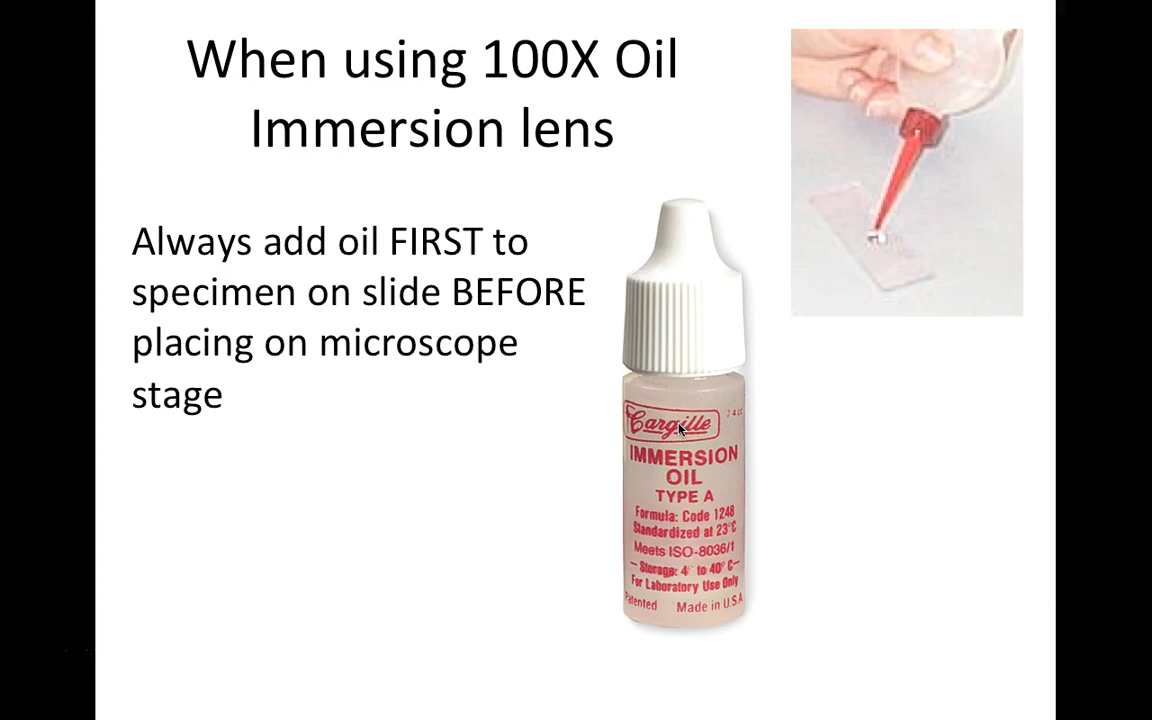 When using 100X Oil
Immersion lens
Always add oil FIRST to
specimen on slide BEFORE
placing on microscope
stage
Cargille
IMMERSION
OIL
TYPE A
Formula: Code 1248
Standardized at 23°C
Meets ISO-8036/1
Storage: 4° to 40° C
For Laboratory Use Only
Patented Made in U.S.A